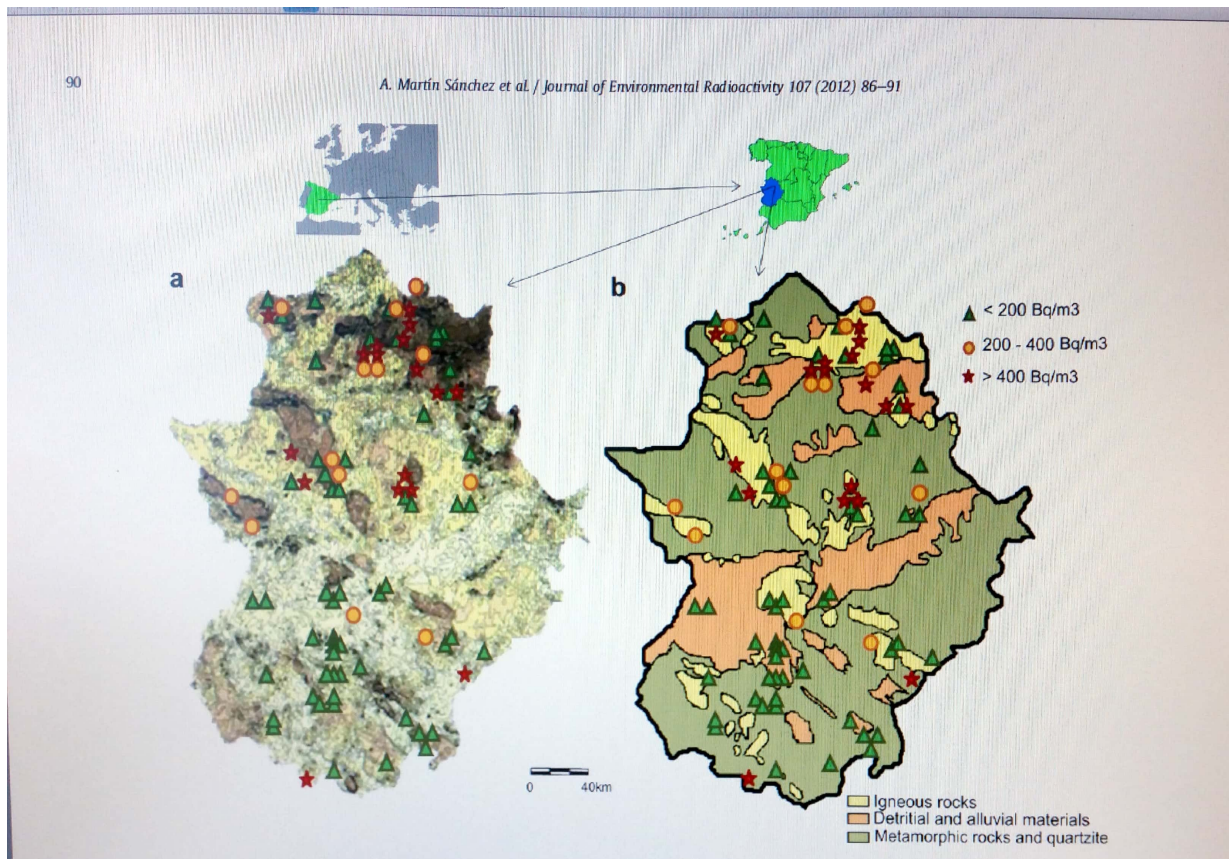 90
A. Martín Sánchez et al. / Journal of Environmental Radioactivity 107 (2012) 86–91
a
b
< 200 Bq/m3
200 - 400 Bq/m3
> 400 Bq/m3
0 40km
Igneous rocks
Detritial and alluvial materials
Metamorphic rocks and quartzite